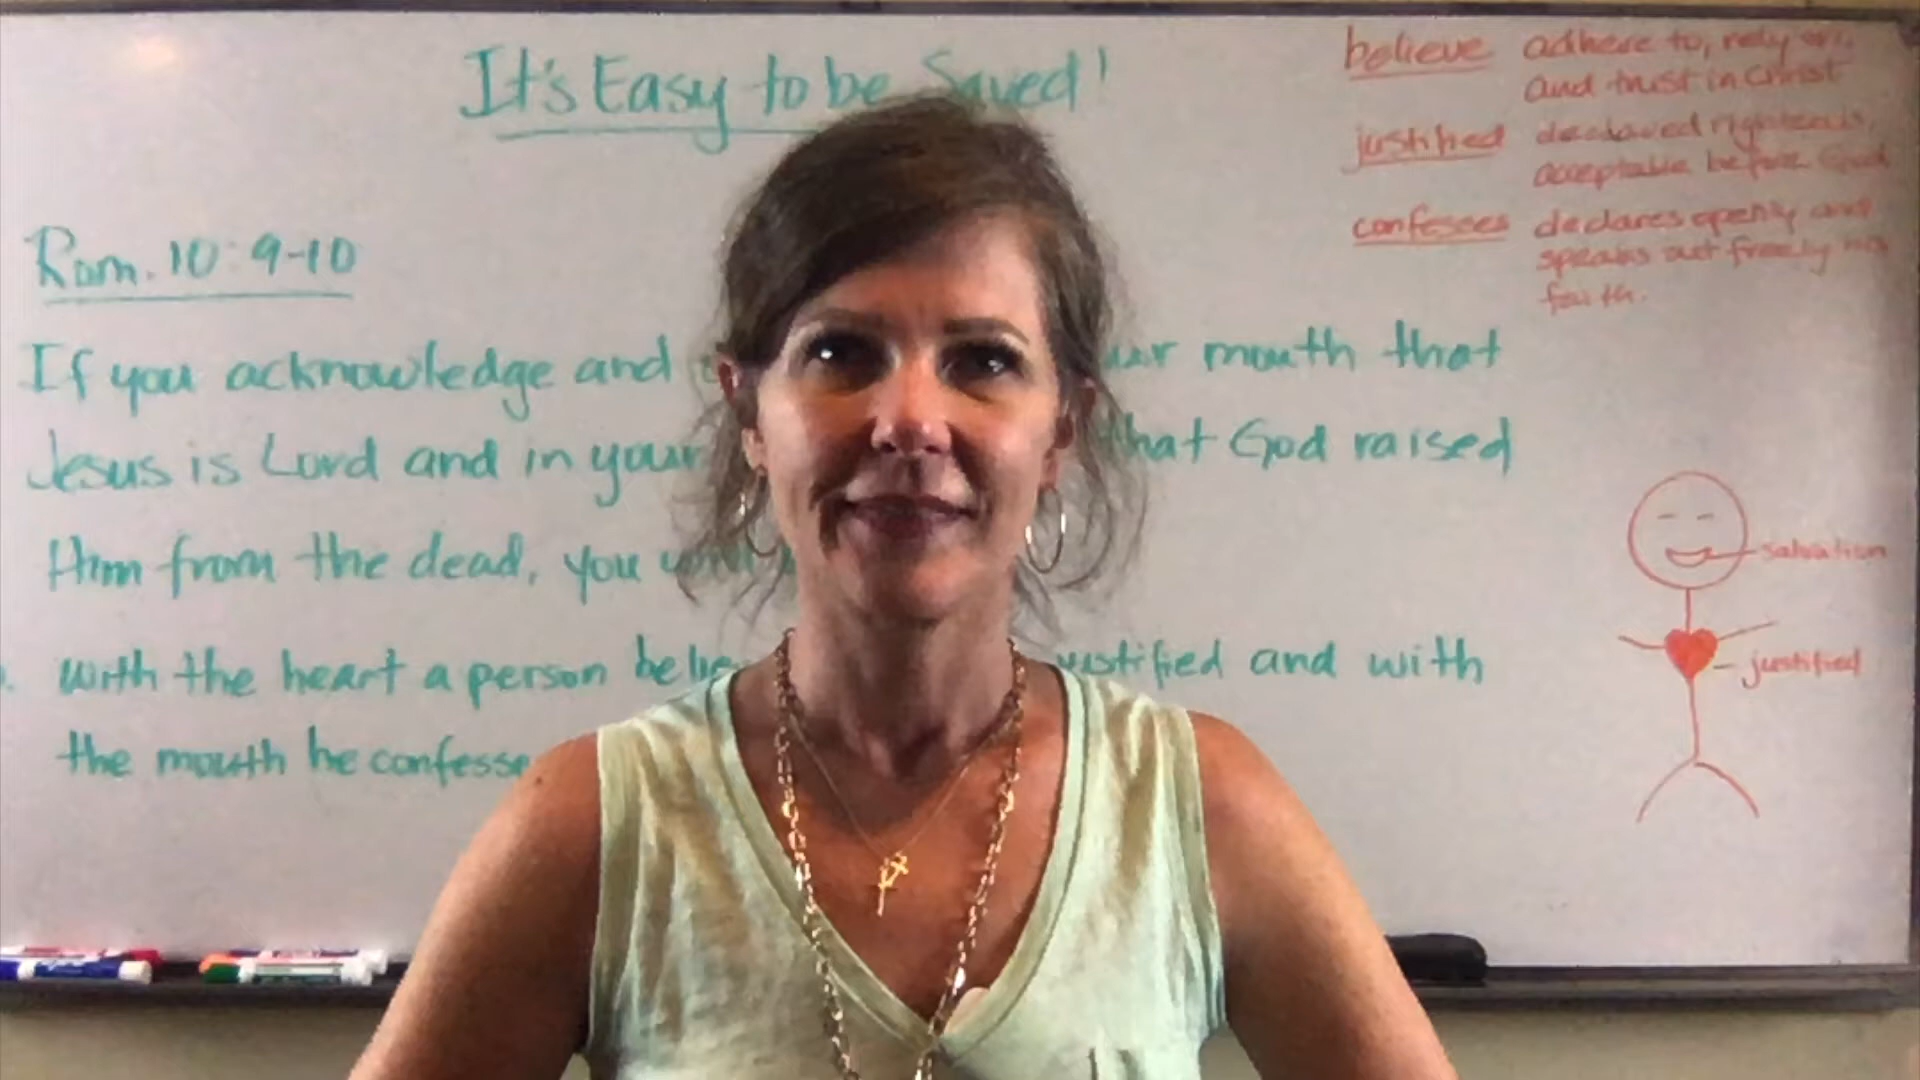 It's Easy to be Saved!
Rom. 10:9-10
If you acknowledge and your mouth that
Jesus is Lord and in your that God raised
Him from the dead, you will
with the heart a person justified and with
the mouth he
believe adhere to, rely on,
and trust in Christ
justified declared righteous,
acceptable before God
confesses declares openly and
speaks out freely his
faith.
salvation
justified